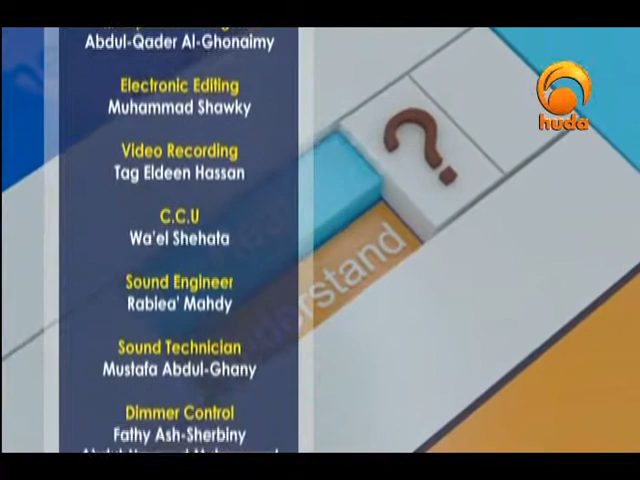 Abdul-Qader Al-Ghonaimy
Electronic Editing
Muhammad Shawky
Video Recording
Tag Eldeen Hassan
C.C.U
Wa'el Shehata
Sound Engineer
Rabiea' Mahdy
Sound Technician
Mustafa Abdul-Ghany
Dimmer Control
Fathy Ash-Sherbiny
?
huda